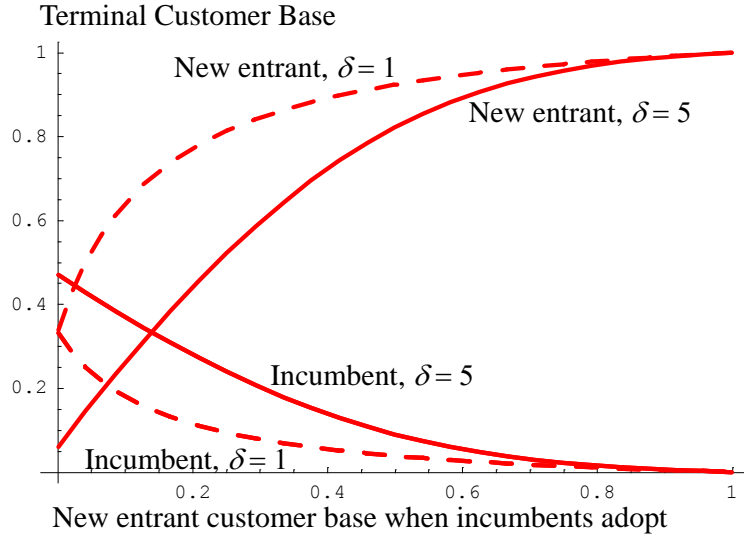 Terminal Customer Base
1
New entrant, δ = 1
New entrant, δ = 5
0.8
0.6
0.4
Incumbent, δ = 5
0.2
Incumbent, δ = 1
0.2 0.4 0.6 0.8 1
New entrant customer base when incumbents adopt